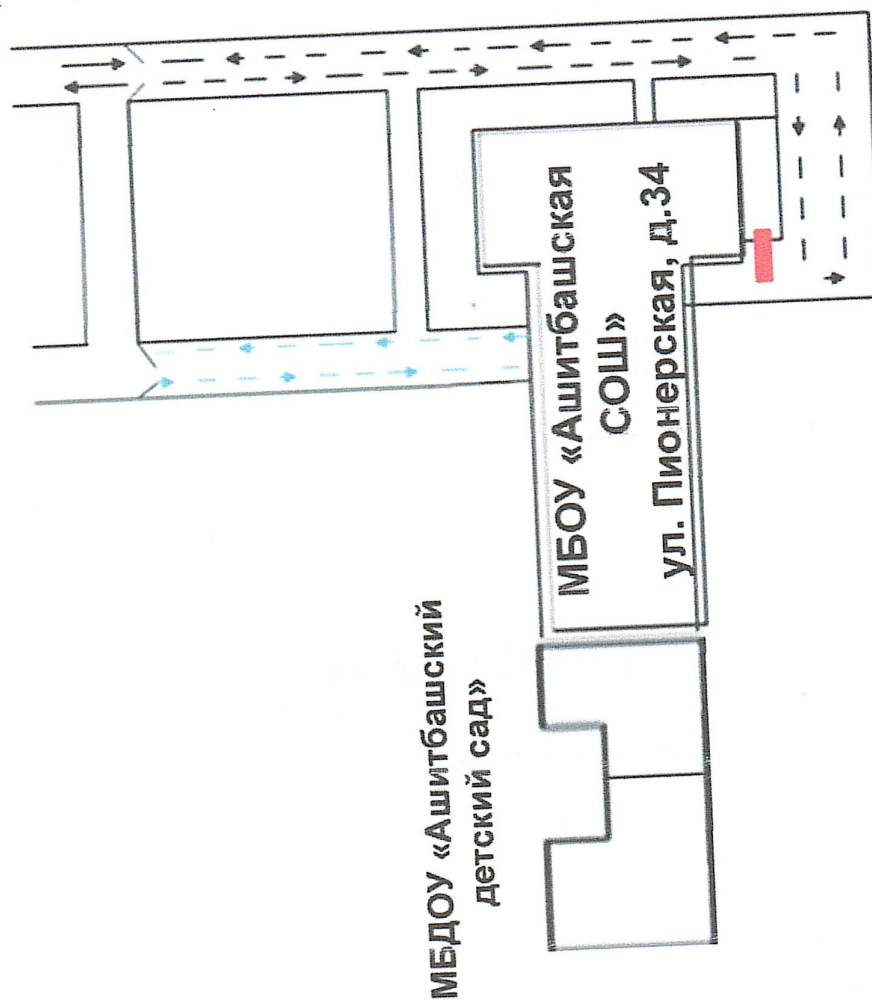 МБДОУ «Ашитбашский
детский сад»
МБОУ «Ашитбашская
СОШ»
ул. Пионерская, д.34